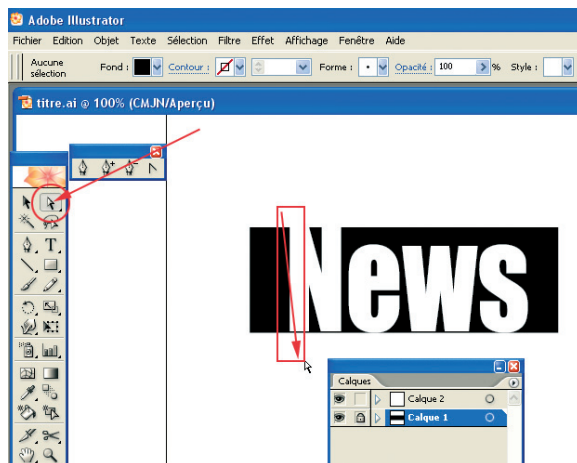 Adobe Illustrator
Fichier Edition Objet Texte Sélection Filtre Effet Affichage Fenêtre Aide
Aucune sélection Fond : Contour : Forme : Opacité : 100 % Style :
titre.ai @ 100% (CMJN/Aperçu)
T
News
Calques
Calque 2
Calque 1